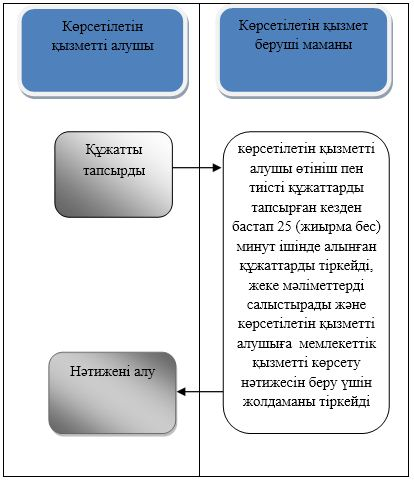 Көрсетілетін
қызметті алушы
Көрсетілетін қызмет
беруші маманы
Құжатты
тапсырды
көрсетілетін қызметті
алушы өтініш пен
тиісті құжаттарды
тапсырған кезден
бастап 25 (жиырма бес)
минут ішінде алынған
құжаттарды тіркейді,
жеке мәліметтерді
салыстырады және
көрсетілетін қызметті
алушыға мемлекеттік
қызметті көрсету
нәтижесін беру үшін
жолдаманы тіркейді
Нәтижені алу